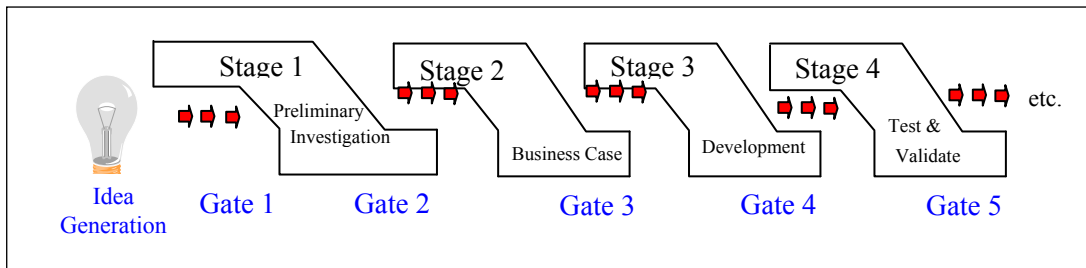 Stage 1
Preliminary
Investigation
Stage 2
Business Case
Stage 3
Development
Stage 4
Test &
Validate
etc.
Idea
Generation
Gate 1
Gate 2
Gate 3
Gate 4
Gate 5